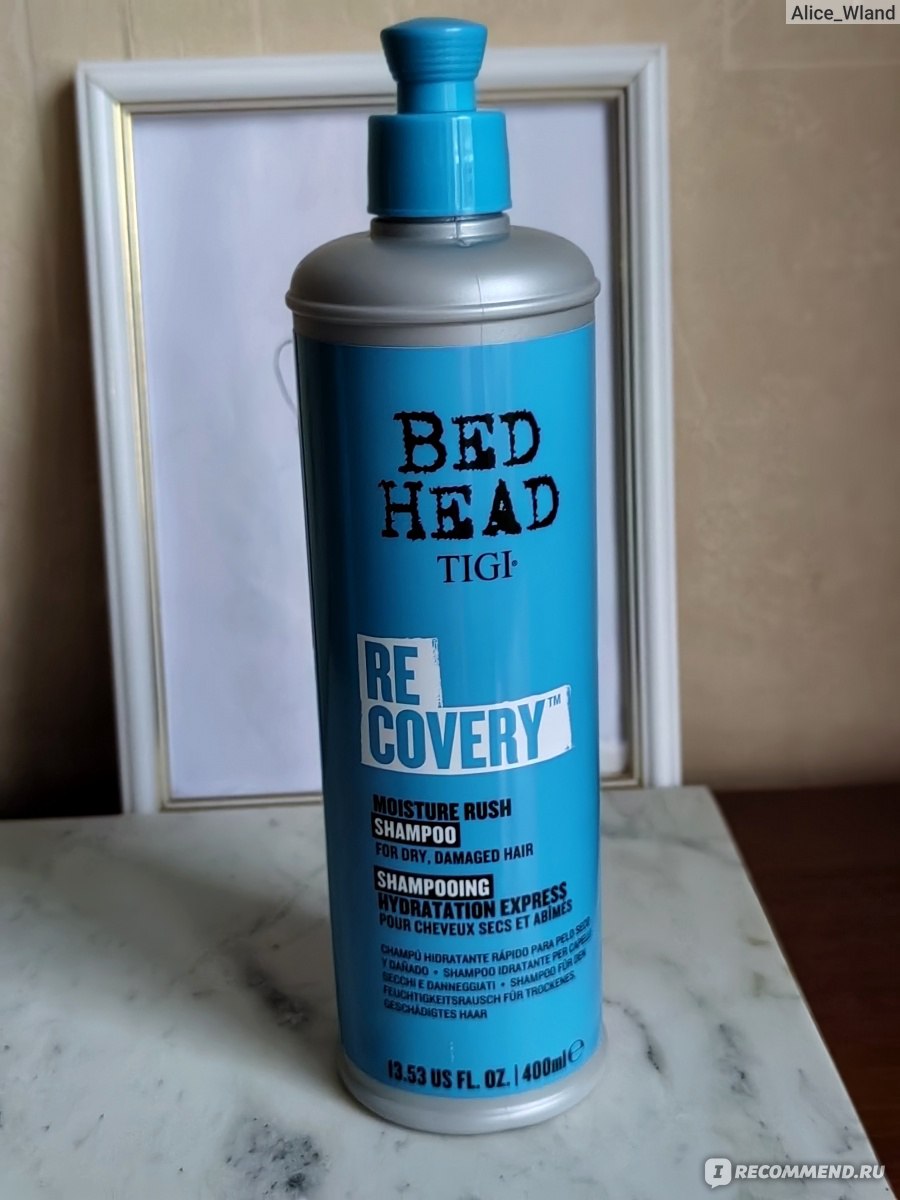 Alice_Wland
BED
HEAD
TIGI®
RE
COVERY™
MOISTURE RUSH
SHAMPOO
FOR DRY, DAMAGED HAIR
SHAMPOOING
HYDRATATION EXPRESS
POUR CHEVEUX SECS ET ABÎMÉS
CHAMPÚ HIDRATANTE RÁPIDO PARA PELO SECO
Y DAÑADO • SHAMPOO IDRATANTE PER CAPELLI
SECCHI E DANNEGGIATI • SHAMPOO FÜR DEN
FEUCHTIGKEITSRAUSCH FÜR TROCKENES,
GESCHÄDIGTES HAAR
13.53 US FL. OZ. | 400ml ℮
IRECOMMEND.RU